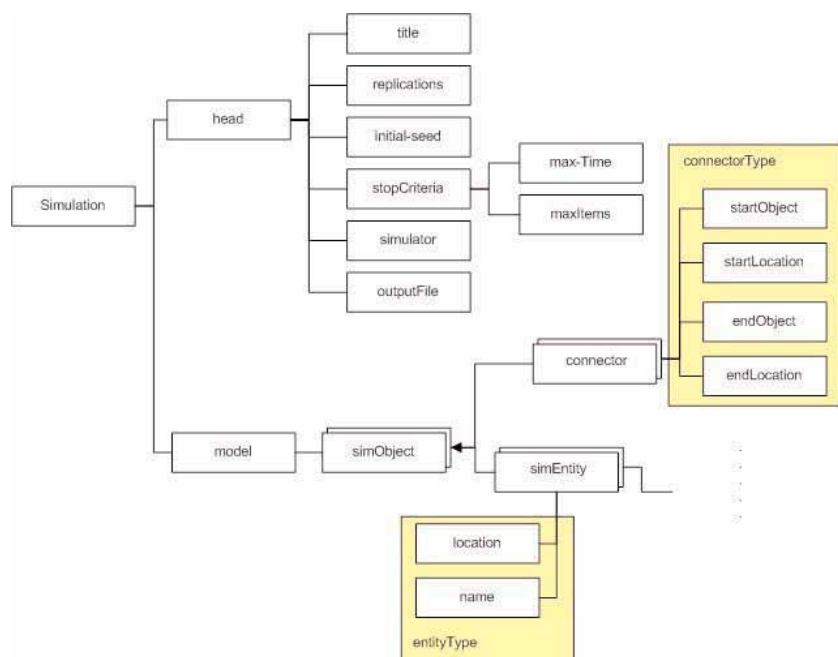 title
replications
head
initial-seed
max-Time
connectorType
Simulation
stopCriteria
startObject
maxItems
simulator
startLocation
outputFile
endObject
connector
endLocation
model
simObject
simEntity
location
name
entityType